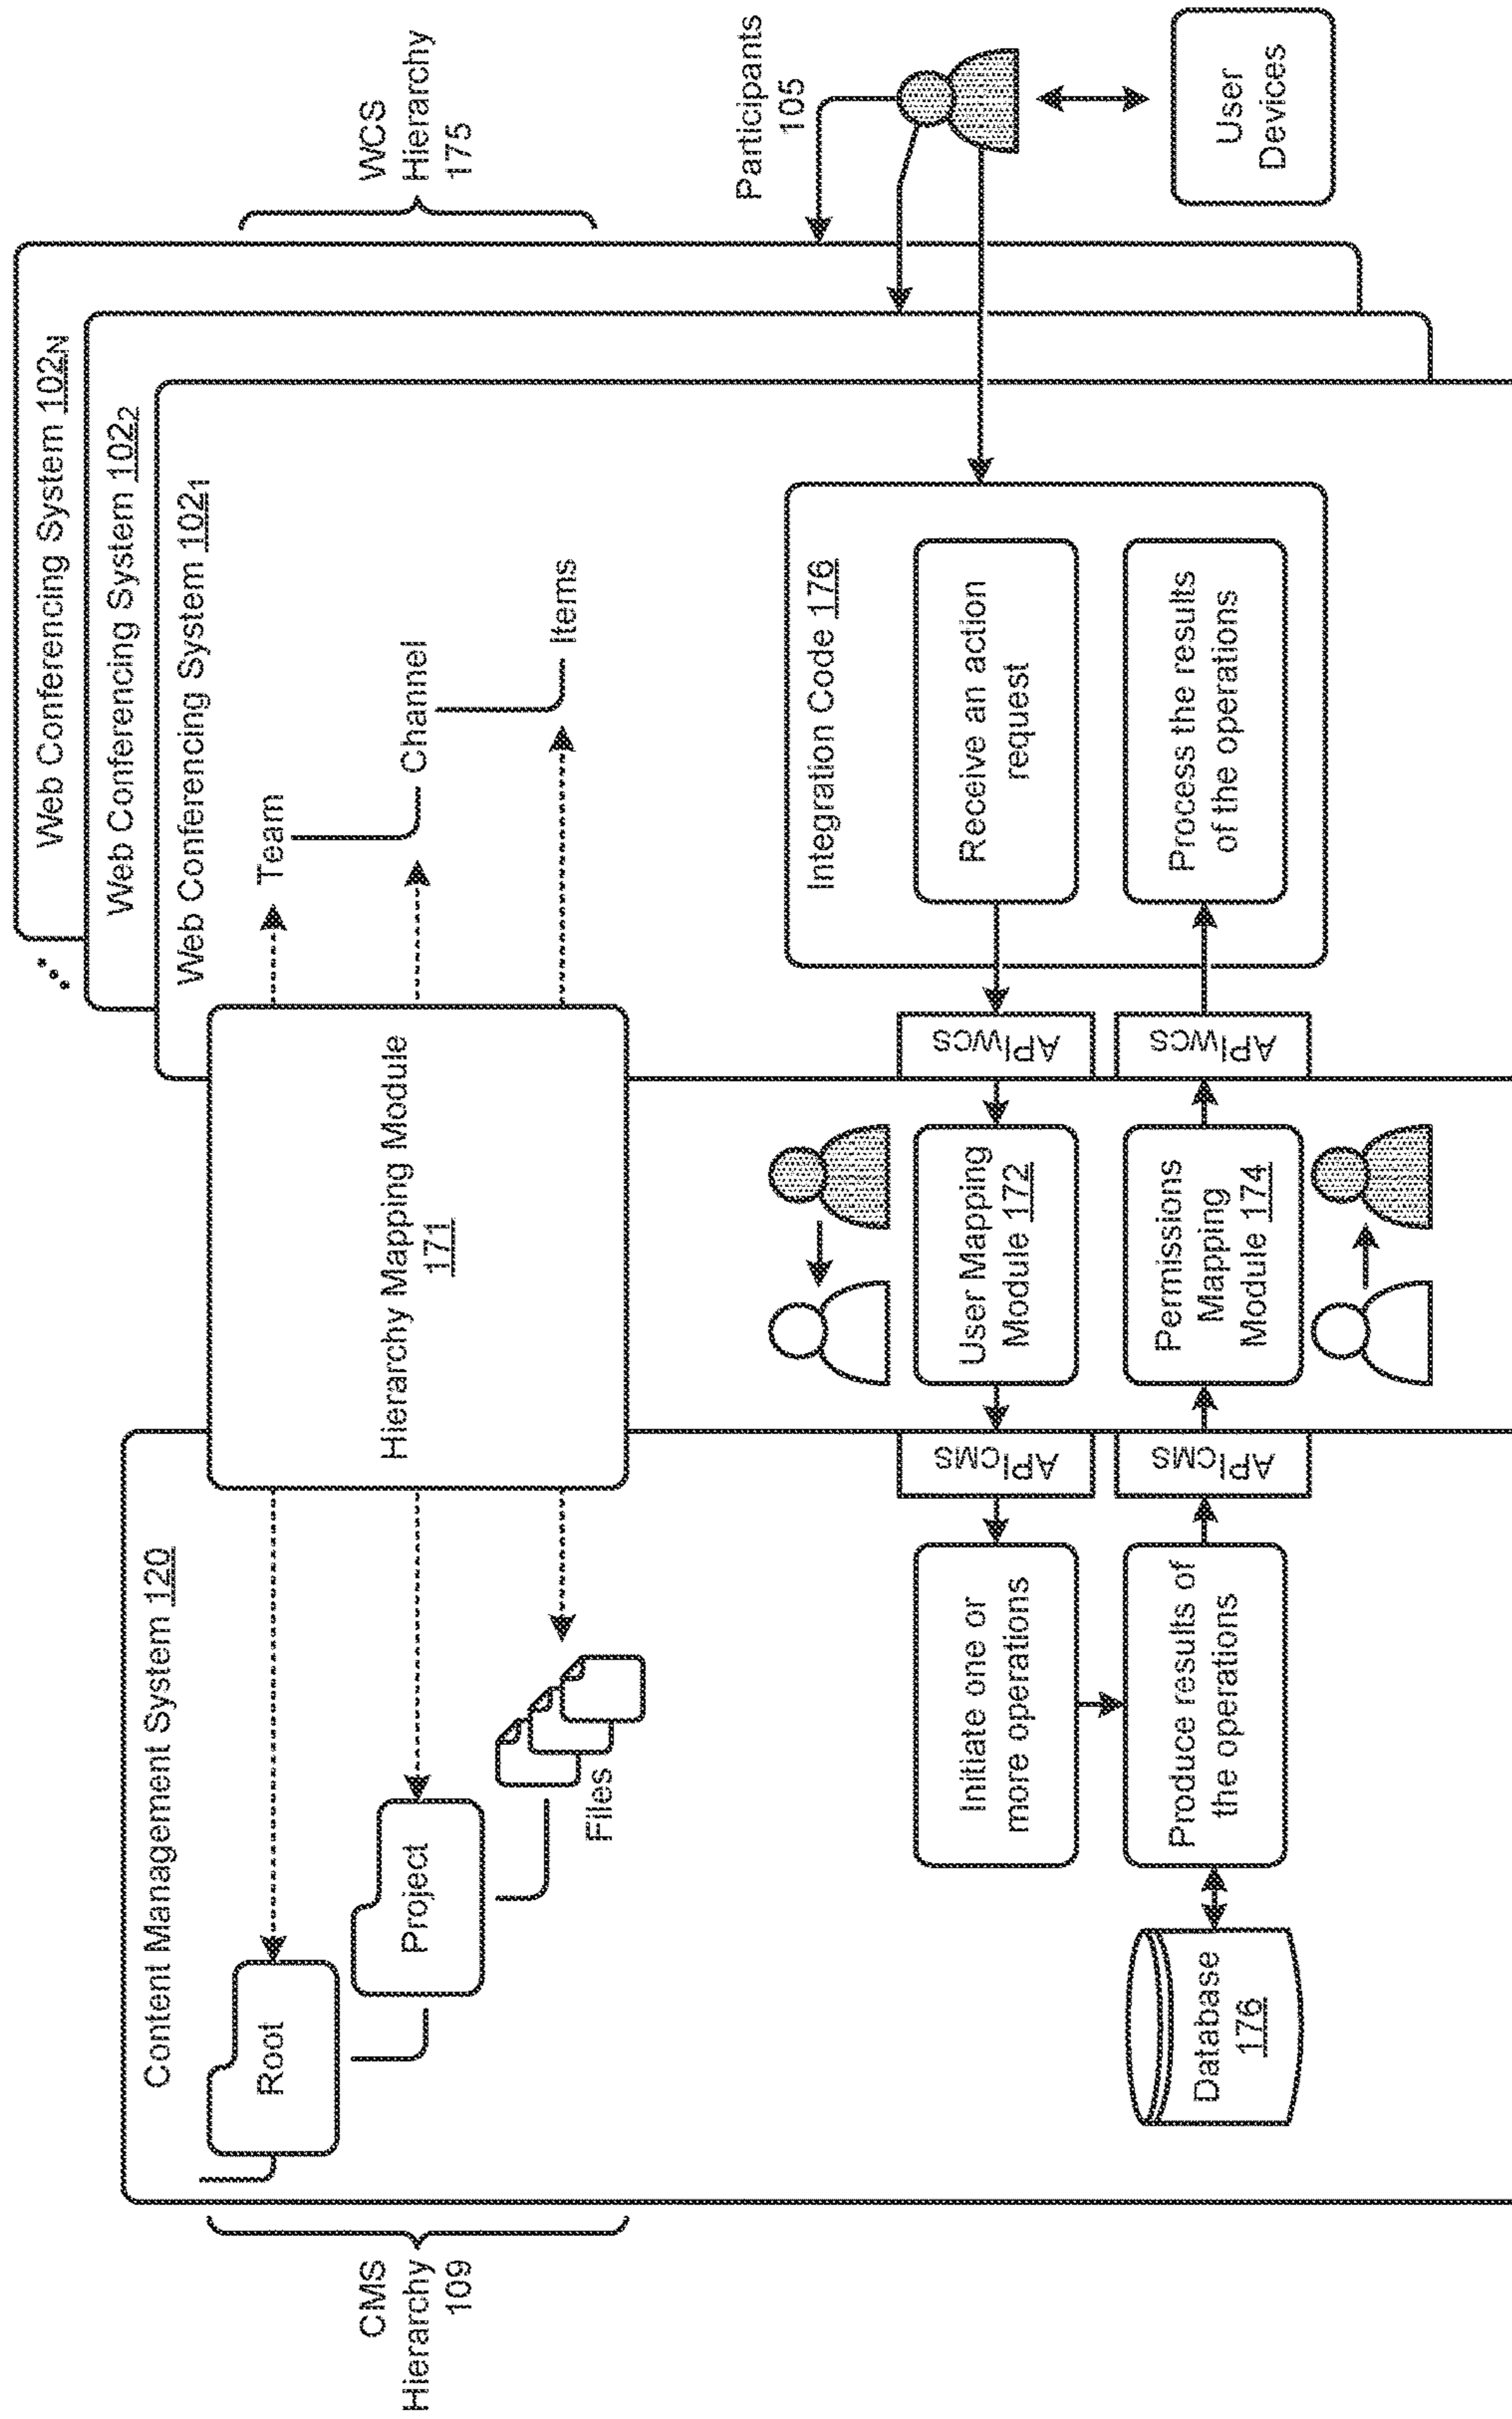 CMS
Hierarchy
109
Content Management System 120
Root
Project
Files
Hierarchy Mapping Module
171
Web Conferencing System 102N
Web Conferencing System 1022
Web Conferencing System 1021
Team
Channel
Items
WCS
Hierarchy
175
Participants
105
User
Devices
Integration Code 176
Receive an action
request
Process the results
of the operations
APIWCS
APIWCS
User Mapping
Module 172
Permissions
Mapping
Module 174
APICMS
APICMS
Initiate one or
more operations
Produce results of
the operations
Database
176